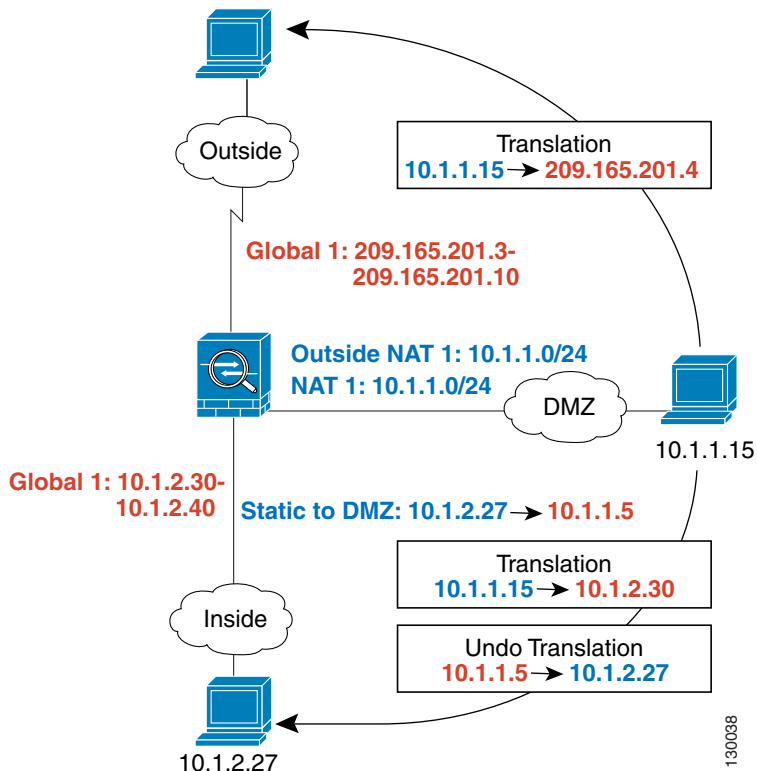 Outside
Translation
10.1.1.15 → 209.165.201.4
Global 1: 209.165.201.3-
209.165.201.10
Outside NAT 1: 10.1.1.0/24
NAT 1: 10.1.1.0/24
DMZ
10.1.1.15
Global 1: 10.1.2.30-
10.1.2.40
Static to DMZ: 10.1.2.27 → 10.1.1.5
Translation
10.1.1.15 → 10.1.2.30
Inside
Undo Translation
10.1.1.5 → 10.1.2.27
10.1.2.27
130038